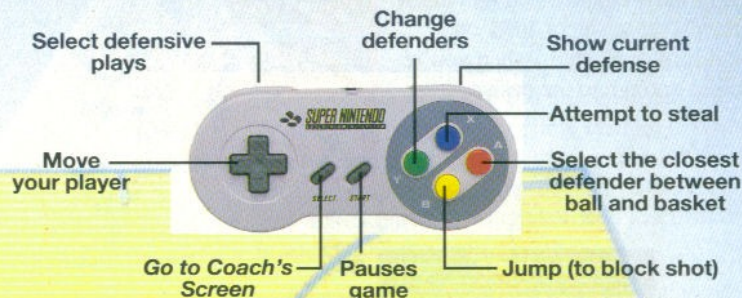 Change
defenders
Select defensive
plays
Show current
defense
SUPER NINTENDO
Attempt to steal
X
A
Y
B
Move
your player
Select the closest
defender between
ball and basket
SELECT
START
Go to Coach's
Screen
Pauses
game
Jump (to block shot)